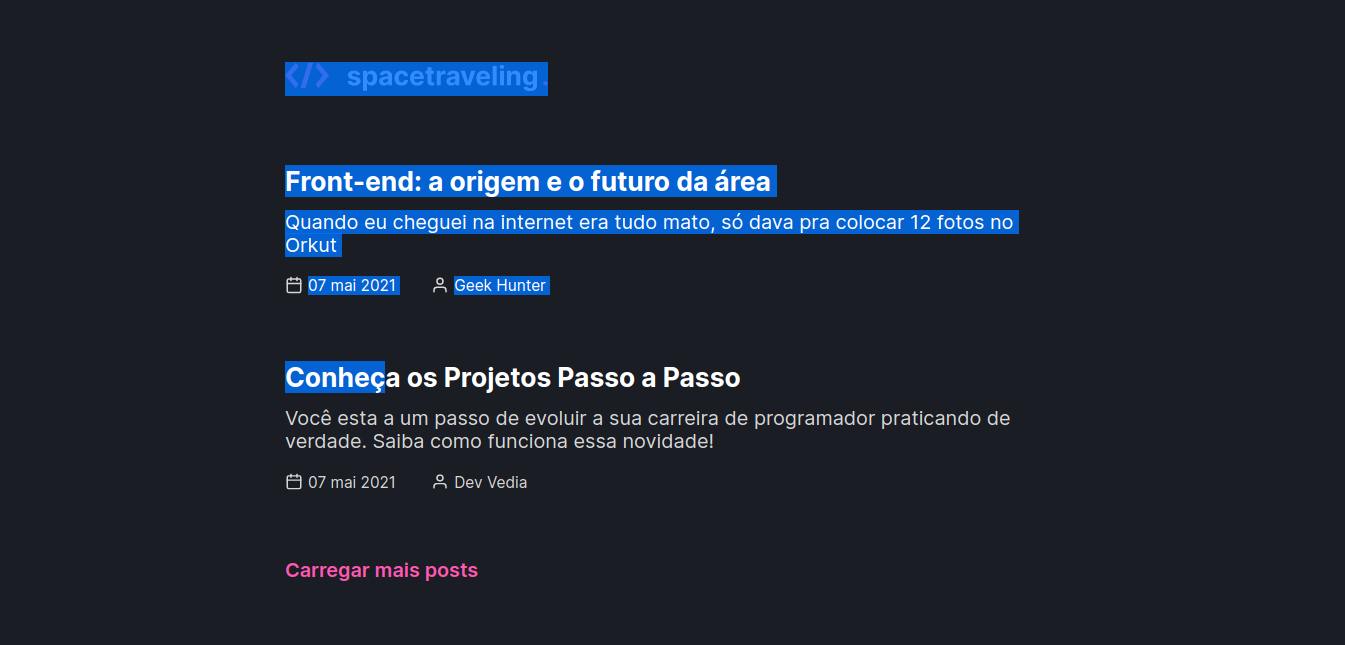 </> spacetraveling.
Front-end: a origem e o futuro da área
Quando eu cheguei na internet era tudo mato, só dava pra colocar 12 fotos no
Orkut
07 mai 2021 Geek Hunter
Conheça os Projetos Passo a Passo
Você esta a um passo de evoluir a sua carreira de programador praticando de
verdade. Saiba como funciona essa novidade!
07 mai 2021 Dev Vedia
Carregar mais posts